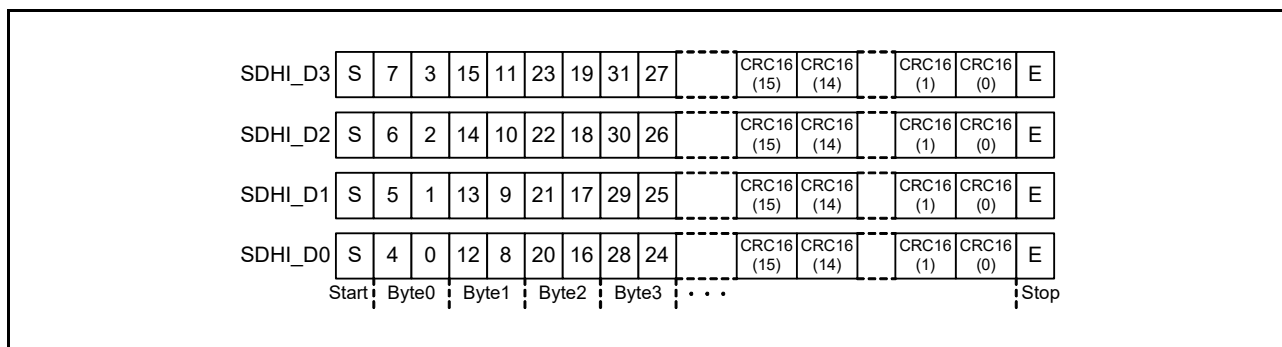 SDHI_D3 S 7 3 15 11 23 19 31 27 CRC16 (15) CRC16 (14) CRC16 (1) CRC16 (0) E
SDHI_D2 S 6 2 14 10 22 18 30 26 CRC16 (15) CRC16 (14) CRC16 (1) CRC16 (0) E
SDHI_D1 S 5 1 13 9 21 17 29 25 CRC16 (15) CRC16 (14) CRC16 (1) CRC16 (0) E
SDHI_D0 S 4 0 12 8 20 16 28 24 CRC16 (15) CRC16 (14) CRC16 (1) CRC16 (0) E
Start Byte0 Byte1 Byte2 Byte3 · · · Stop